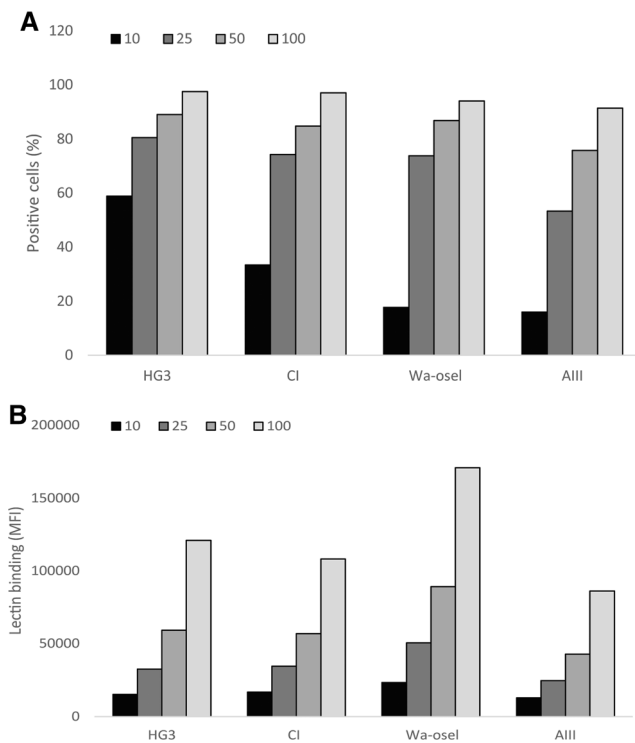 A
120
10 25 50 100
100
80
60
40
20
0
Positive cells (%)
HG3 CI Wa-osel AIII
B
200000
10 25 50 100
150000
100000
50000
0
Lectin binding (MFI)
HG3 CI Wa-osel AIII